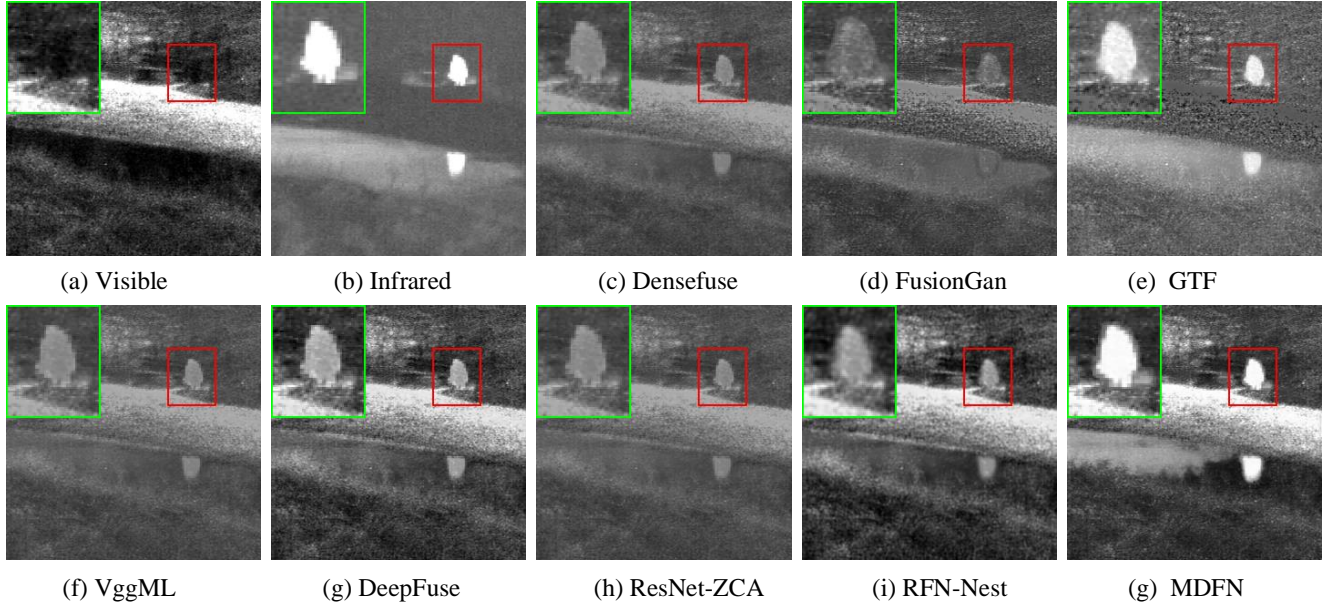 (a) Visible
(b) Infrared
(c) Densefuse
(d) FusionGan
(e) GTF
(f) VggML
(g) DeepFuse
(h) ResNet-ZCA
(i) RFN-Nest
(g) MDFN